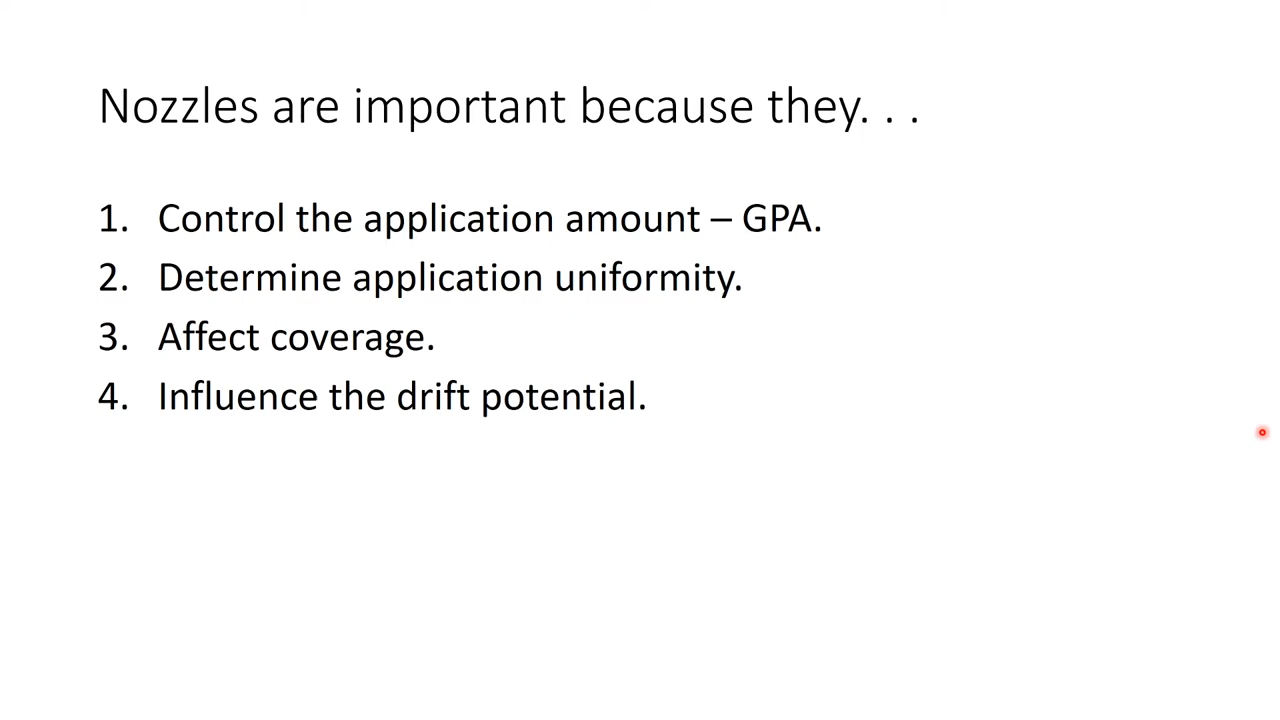 Nozzles are important because they. . .
1. Control the application amount – GPA.
2. Determine application uniformity.
3. Affect coverage.
4. Influence the drift potential.